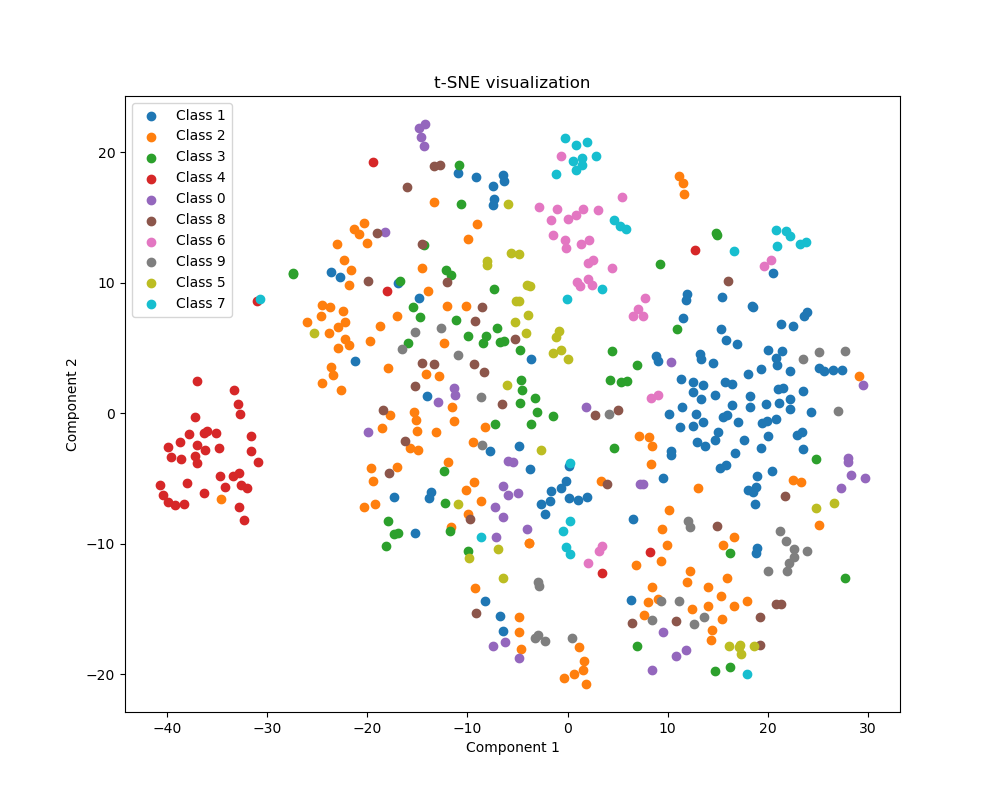 t-SNE visualization
Class 1
Class 2
Class 3
Class 4
Class 0
Class 8
Class 6
Class 9
Class 5
Class 7
20
10
0
−10
−20
Component 2
−40 −30 −20 −10 0 10 20 30
Component 1